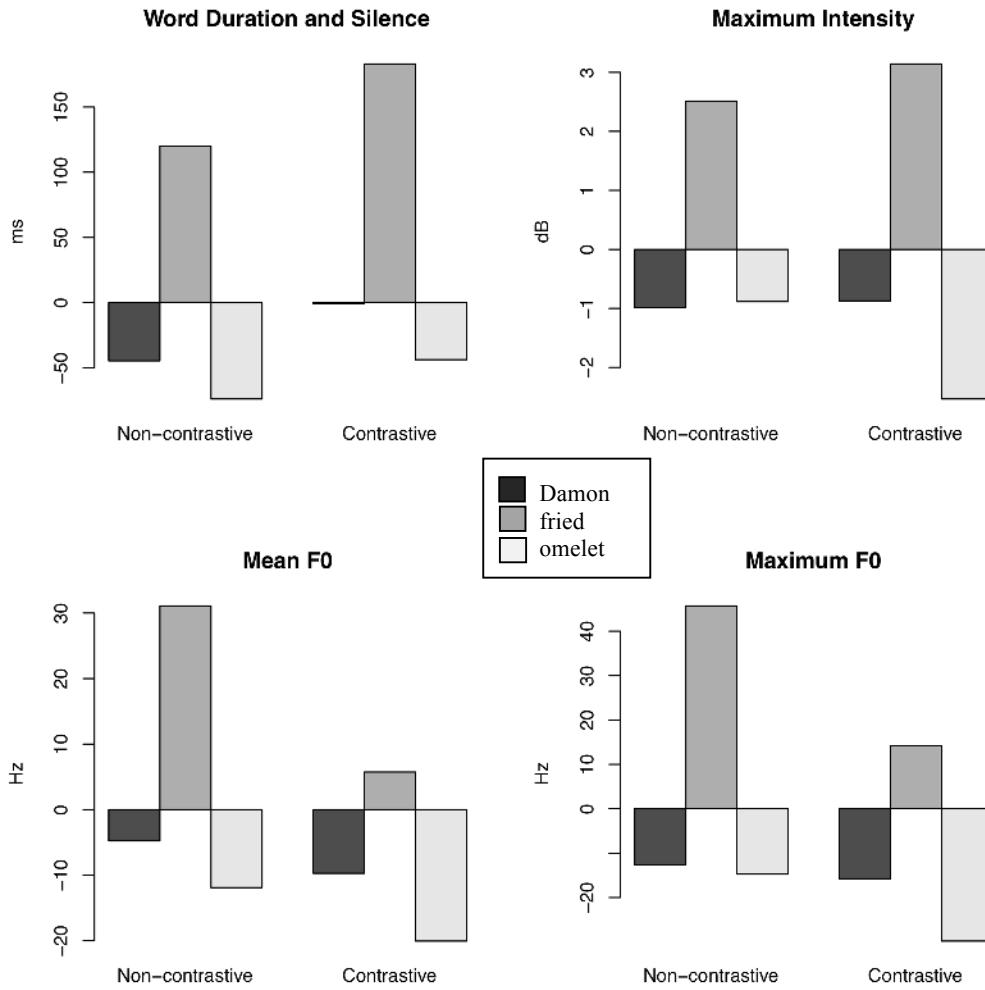 Word Duration and Silence
ms
150
100
50
0
−50
Non−contrastive
Contrastive
Maximum Intensity
dB
3
2
1
0
−1
−2
Non−contrastive
Contrastive
Damon
fried
omelet
Mean F0
Hz
30
20
10
0
−10
−20
Non−contrastive
Contrastive
Maximum F0
Hz
40
30
20
10
0
−20
Non−contrastive
Contrastive